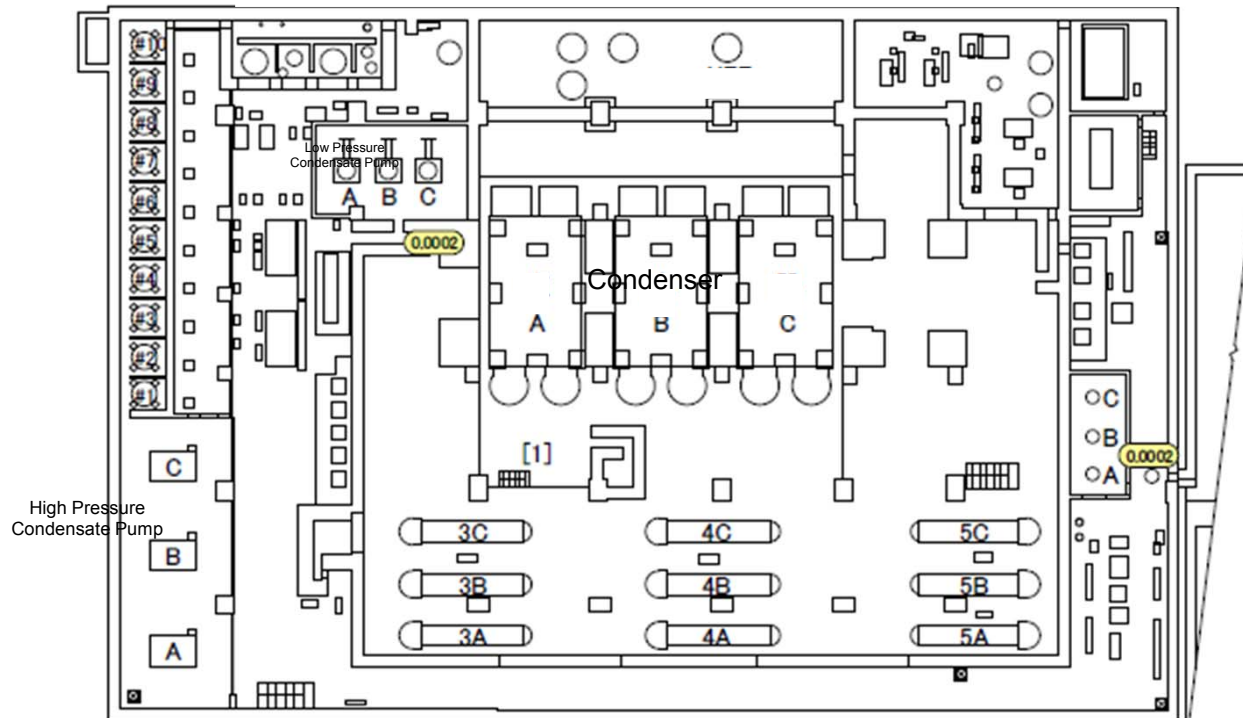 #10
#9
#8
#7
#6
#5
#4
#3
#2
#1
Low Pressure
Condensate Pump
A B C
0.0002
Condenser
A B C
[1]
C
B
A
0.0002
High Pressure
Condensate Pump
C
B
A
3C 4C 5C
3B 4B 5B
3A 4A 5A